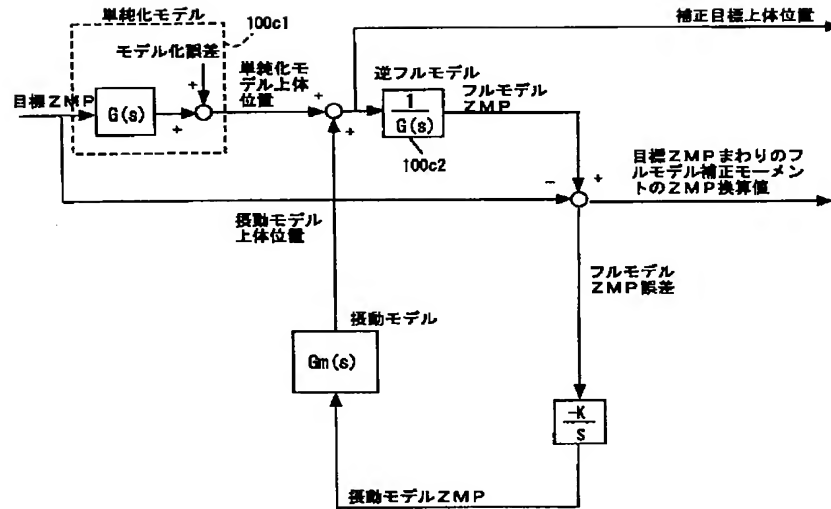 単純化モデル
100c1
補正目標上体位置
モデル化誤差
単純化モ
デル上体
位置
逆フルモデル
フルモデル
ZMP
目標ZMP
G(s)
+
+
+
+
1
G(s)
100c2
目標ZMPまわりのフ
ルモデル補正モーメン
トのZMP換算値
−
+
摂動モデル
上体位置
フルモデル
ZMP誤差
摂動モデル
Gm(s)
-K
S
摂動モデルZMP